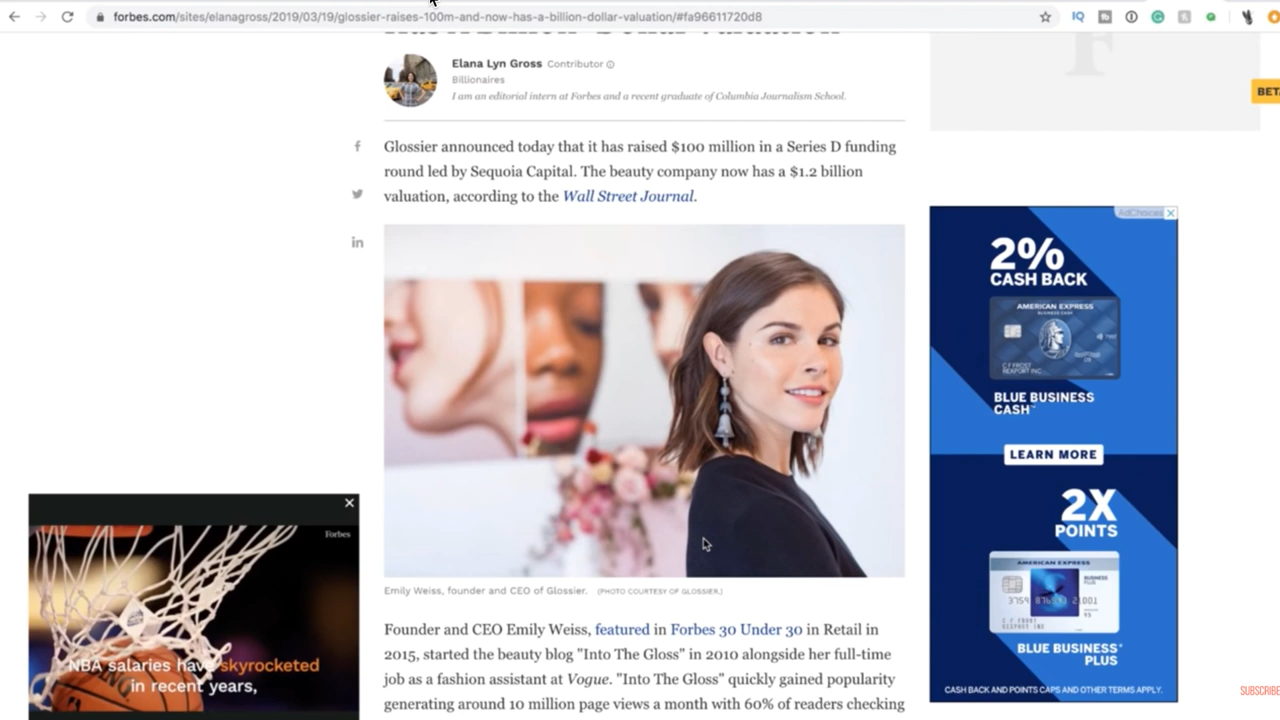 forbes.com/sites/elanagross/2019/03/19/glossier-raises-100m-and-now-has-a-billion-dollar-valuation/#fa96611720d8
Elana Lyn Gross Contributor
Billionaires
I am an editorial intern at Forbes and a recent graduate of Columbia Journalism School.
Glossier announced today that it has raised $100 million in a Series D funding
round led by Sequoia Capital. The beauty company now has a $1.2 billion
valuation, according to the Wall Street Journal.
Emily Weiss, founder and CEO of Glossier. (PHOTO COURTESY OF GLOSSIER.)
Founder and CEO Emily Weiss, featured in Forbes 30 Under 30 in Retail in
2015, started the beauty blog "Into The Gloss" in 2010 alongside her full-time
job as a fashion assistant at Vogue. "Into The Gloss" quickly gained popularity
generating around 10 million page views a month with 60% of readers checking
BET
AdChoices
2%
CASH BACK
AMERICAN EXPRESS
BUSINESS CASH
C F FROST
BLUE BUSINESS
CASH™
LEARN MORE
2X
POINTS
AMERICAN EXPRESS
BUSINESS
PLUS
C F FROST
BLUE BUSINESS®
PLUS
CASH BACK AND POINTS CAPS AND OTHER TERMS APPLY.
Forbes
NBA salaries have skyrocketed
in recent years,
SUBSCRIBE